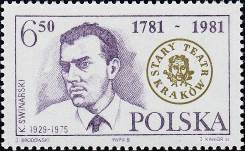 6.50
1781 - 1981
STARY TEATR
KRAKÓW
K. SWINARSKI
1929-1975
POLSKA